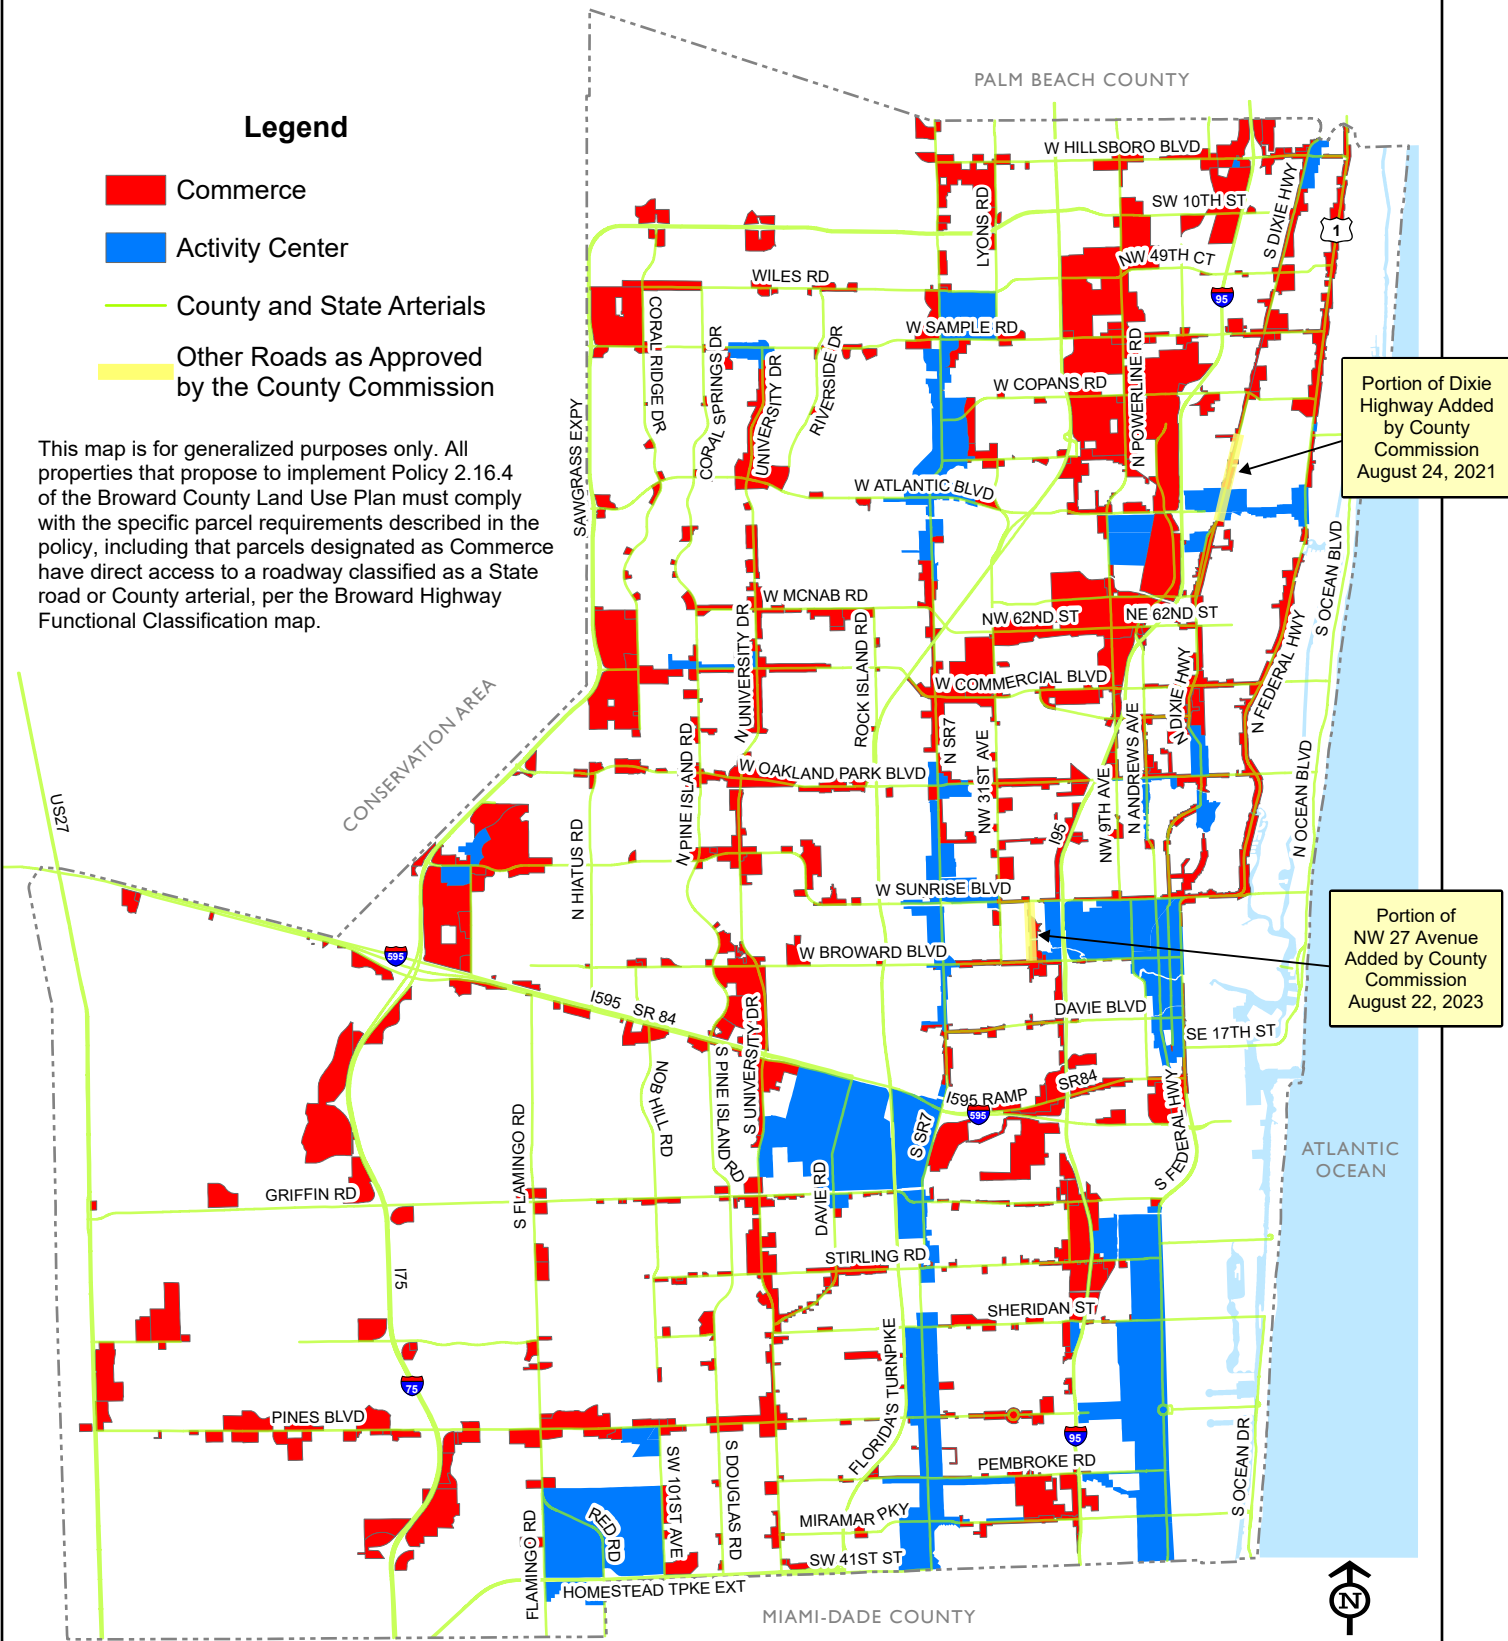 PALM BEACH COUNTY
Legend
Commerce
Activity Center
County and State Arterials
Other Roads as Approved
by the County Commission
This map is for generalized purposes only. All
properties that propose to implement Policy 2.16.4
of the Broward County Land Use Plan must comply
with the specific parcel requirements described in the
policy, including that parcels designated as Commerce
have direct access to a roadway classified as a State
road or County arterial, per the Broward Highway
Functional Classification map.
W HILLSBORO BLVD
SW 10TH ST
LYONS RD
S DIXIE HWY
1
NW 49TH CT
WILES RD
95
CORAL RIDGE DR
CORAL SPRINGS DR
UNIVERSITY DR
RIVERSIDE DR
W SAMPLE RD
N POWERLINE RD
W COPANS RD
Portion of Dixie
Highway Added
by County
Commission
August 24, 2021
SAWGRASS EXPY
W ATLANTIC BLVD
S OCEAN BLVD
W MCNAB RD
NW 62ND ST
NE 62ND ST
N UNIVERSITY DR
ROCK ISLAND RD
N FEDERAL HWY
W COMMERCIAL BLVD
N DIXIE HWY
CONSERVATION AREA
N PINE ISLAND RD
N SR7
NW 31ST AVE
N ANDREWS AVE
N OCEAN BLVD
W OAKLAND PARK BLVD
US27
N HIATUS RD
I95
NW 9TH AVE
W SUNRISE BLVD
Portion of
NW 27 Avenue
Added by County
Commission
August 22, 2023
595
W BROWARD BLVD
I595
SR 84
S UNIVERSITY DR
DAVIE BLVD
SE 17TH ST
NOB HILL RD
S PINE ISLAND RD
S FLAMINGO RD
SR84
I595 RAMP
595
S SR7
S FEDERAL HWY
ATLANTIC
OCEAN
GRIFFIN RD
DAVIE RD
STIRLING RD
I75
SHERIDAN ST
FLORIDA'S TURNPIKE
75
PINES BLVD
95
SW 101ST AVE
S DOUGLAS RD
PEMBROKE RD
S OCEAN DR
FLAMINGO RD
RED RD
MIRAMAR PKY
SW 41ST ST
HOMESTEAD TPKE EXT
MIAMI-DADE COUNTY
N